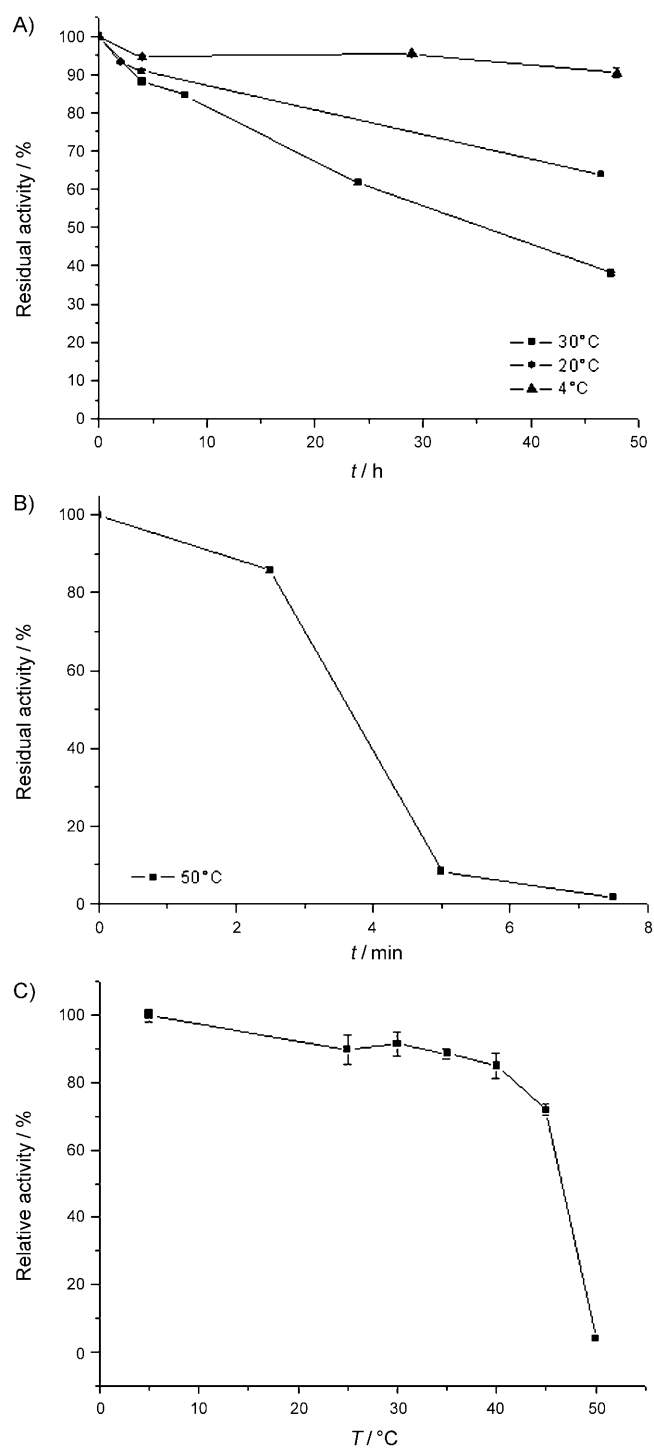 A)
100
90
80
70
60
50
40
30
20
10
0
Residual activity / %
30°C
20°C
4°C
0 10 20 30 40 50
t / h
B)
100
80
60
40
20
0
Residual activity / %
50°C
0 2 4 6 8
t / min
C)
100
80
60
40
20
0
Relative activity / %
0 10 20 30 40 50
T / °C